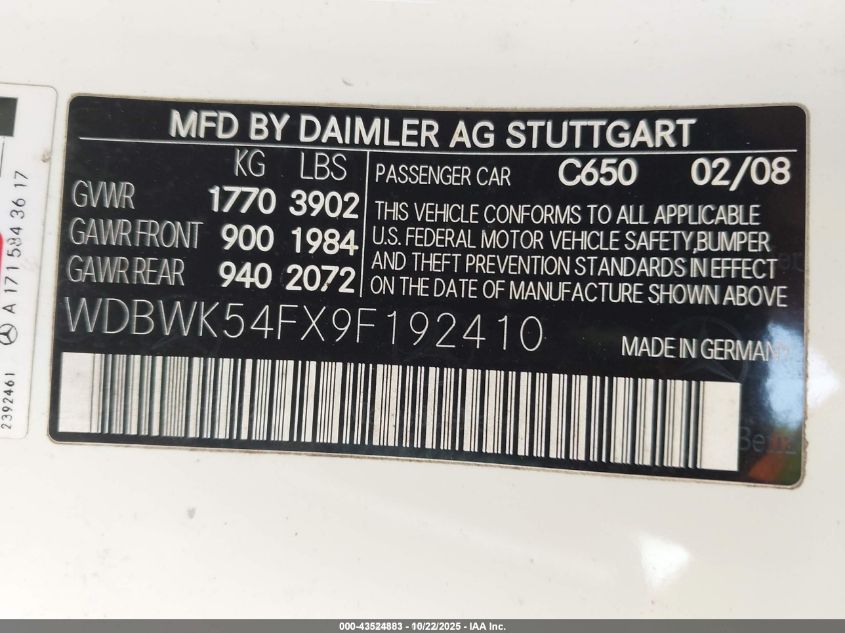 MFD BY DAIMLER AG STUTTGART
KG LBS
GVWR 1770 3902
GAWR FRONT 900 1984
GAWR REAR 940 2072
PASSENGER CAR C650 02/08
THIS VEHICLE CONFORMS TO ALL APPLICABLE
U.S. FEDERAL MOTOR VEHICLE SAFETY,BUMPER
AND THEFT PREVENTION STANDARDS IN EFFECT
ON THE DATE OF MANUFACTURE SHOWN ABOVE
WDBWK54FX9F192410
MADE IN GERMANY
A 171 584 36 17
2392461
000-43524883 - 10/22/2025 - IAA Inc.